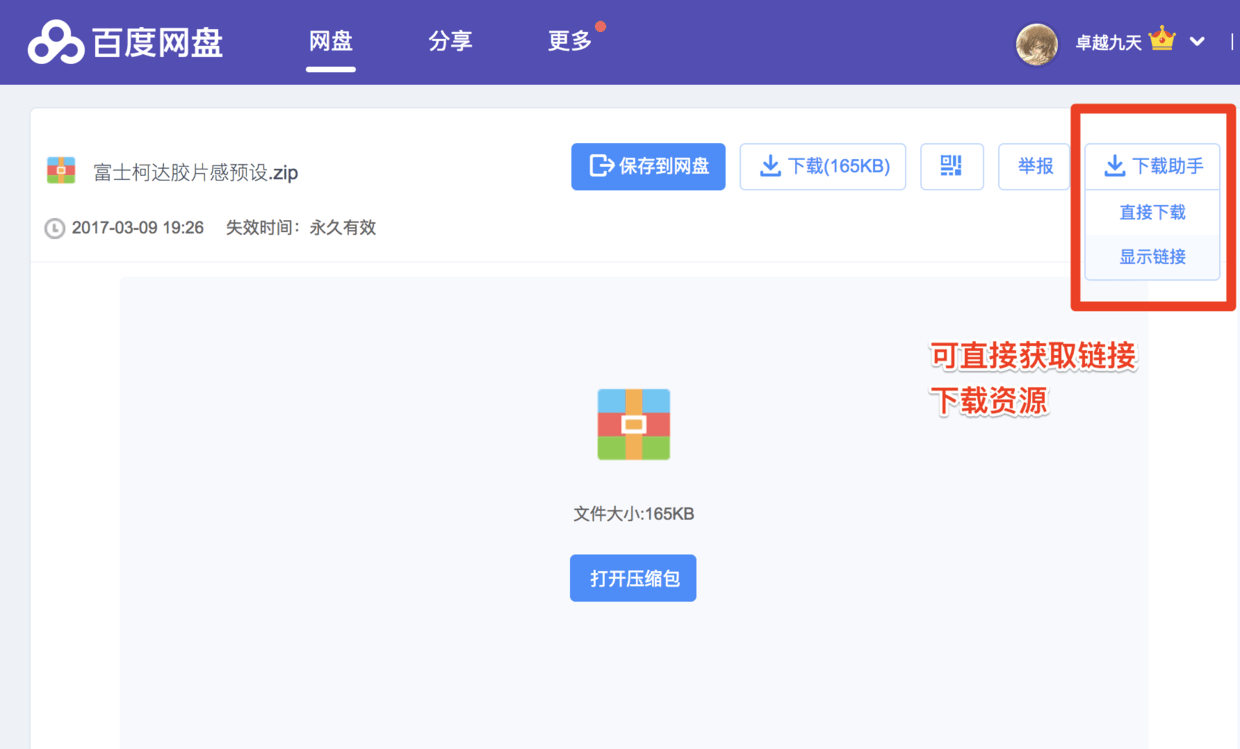 百度网盘
网盘
分享
更多
卓越九天
富士柯达胶片感预设.zip
保存到网盘
下载(165KB)
举报
下载助手
直接下载
显示链接
2017-03-09 19:26 失效时间：永久有效
可直接获取链接
下载资源
文件大小:165KB
打开压缩包